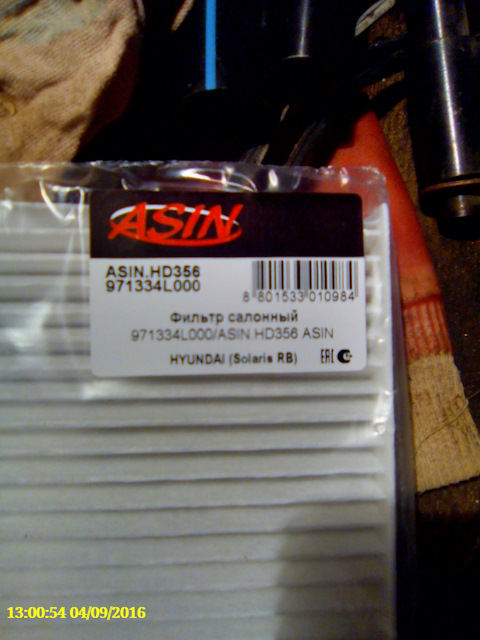 ASIN
ASIN.HD356
971334L000
8 801533 010984
Фильтр салонный
971334L000/ASIN.HD356 ASIN
HYUNDAI (Solaris RB) EAC
13:00:54 04/09/2016